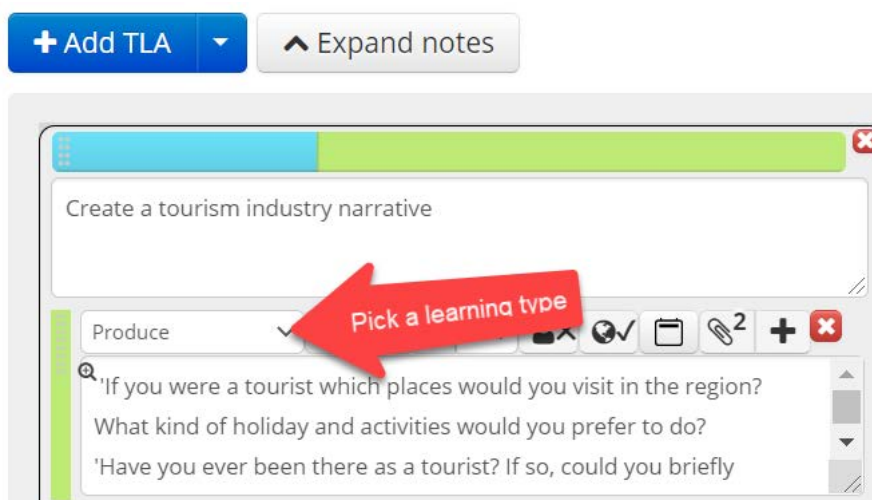 Add TLA
Expand notes
Create a tourism industry narrative
Pick a learning type
Produce
2
'If you were a tourist which places would you visit in the region?
What kind of holiday and activities would you prefer to do?
'Have you ever been there as a tourist? If so, could you briefly